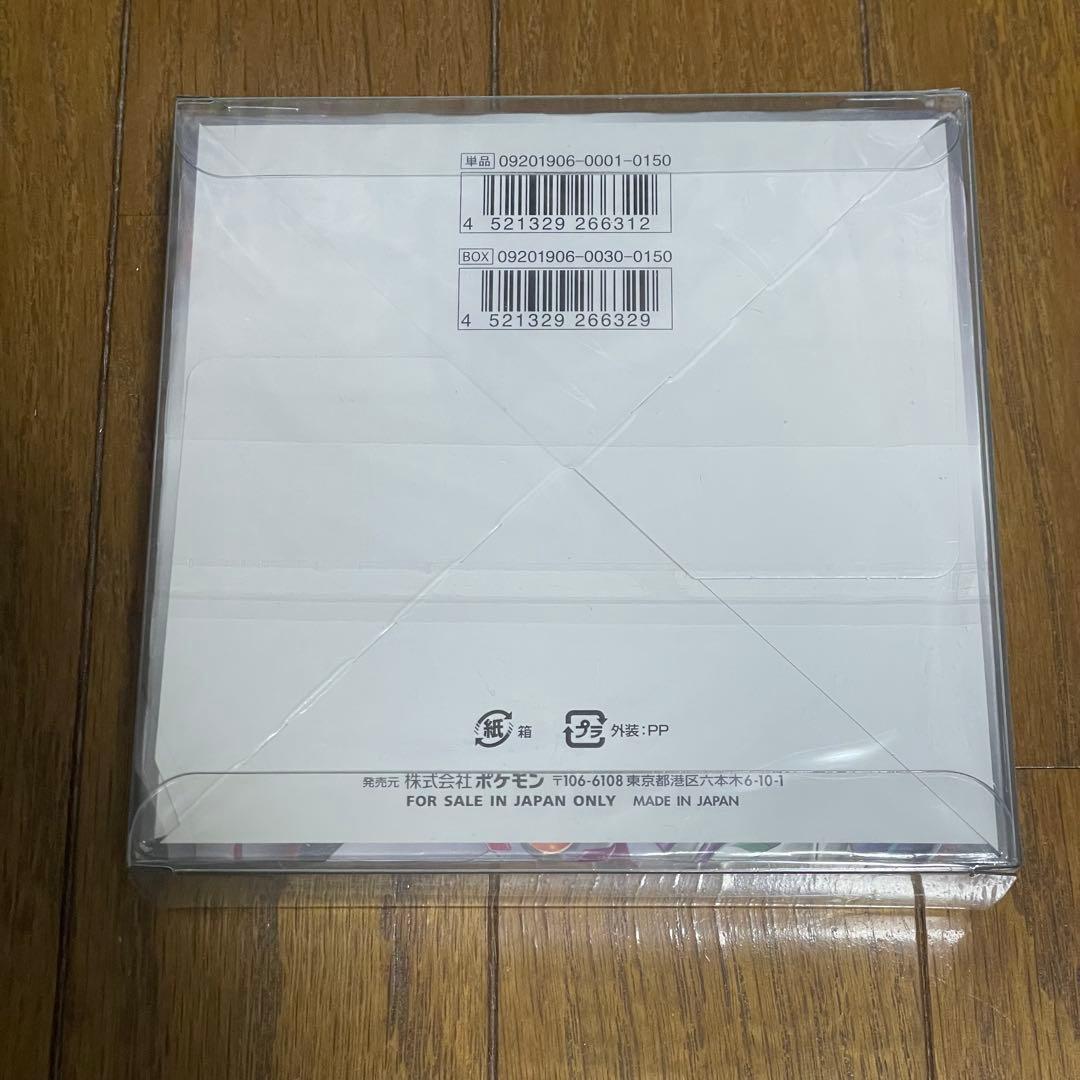 単品 09201906-0001-0150
4 521329 266312
BOX 09201906-0030-0150
4 521329 266329
紙 箱
プラ 外装:PP
発売元 株式会社ポケモン 〒106-6108 東京都港区六本木6-10-1
FOR SALE IN JAPAN ONLY MADE IN JAPAN